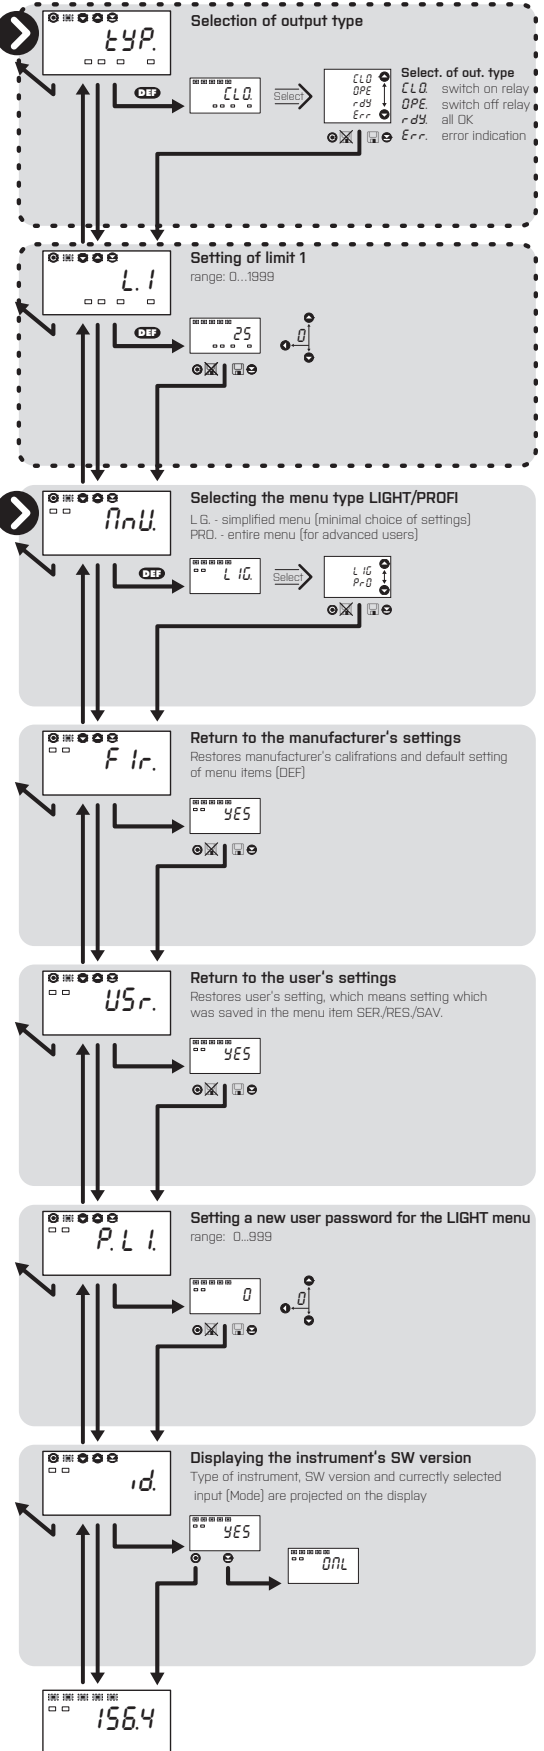 Selection of output type
tYP.
DEF
CLO.
Select
CLO
OPE
rdY
Err
Select. of out. type
CLO. switch on relay
OPE. switch off relay
rdY. all OK
Err. error indication
Setting of limit 1
range: 0...1999
L. 1
DEF
25
0
Selecting the menu type LIGHT/PROFI
L G. - simplified menu (minimal choice of settings)
PRO. - entire menu (for advanced users)
MnU.
DEF
LIG.
Select
LIG
PrO
Return to the manufacturer's settings
Restores manufacturer's califrations and default setting
of menu items (DEF)
FIr.
YES
Return to the user's settings
Restores user's setting, which means setting which
was saved in the menu item SER./RES./SAV.
USr.
YES
Setting a new user password for the LIGHT menu
range: 0...999
P. L I.
0
0
Displaying the instrument's SW version
Type of instrument, SW version and currectly selected
input (Mode) are projected on the display
id.
YES
OML
156.4